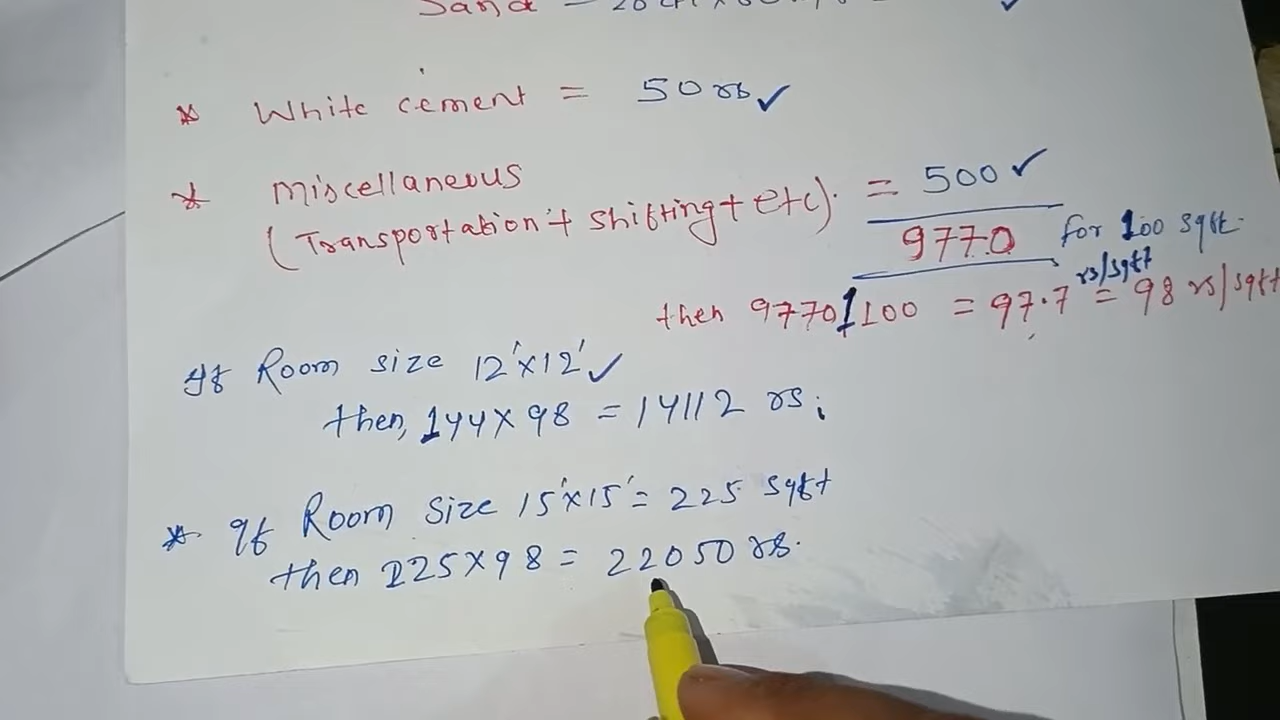 Sand =
* White cement = 50 rs ✓
* Miscellaneous
(Transportation + shifting + etc). = 500 ✓
9770 for 100 sqft.
then 9770/100 = 97.7 rs/sqft = 98 rs/sqft
If Room size 12'x12' ✓
then, 144 x 98 = 14112 rs.
* If Room Size 15'x15' = 225 sqft
then 225 x 98 = 22050 rs.